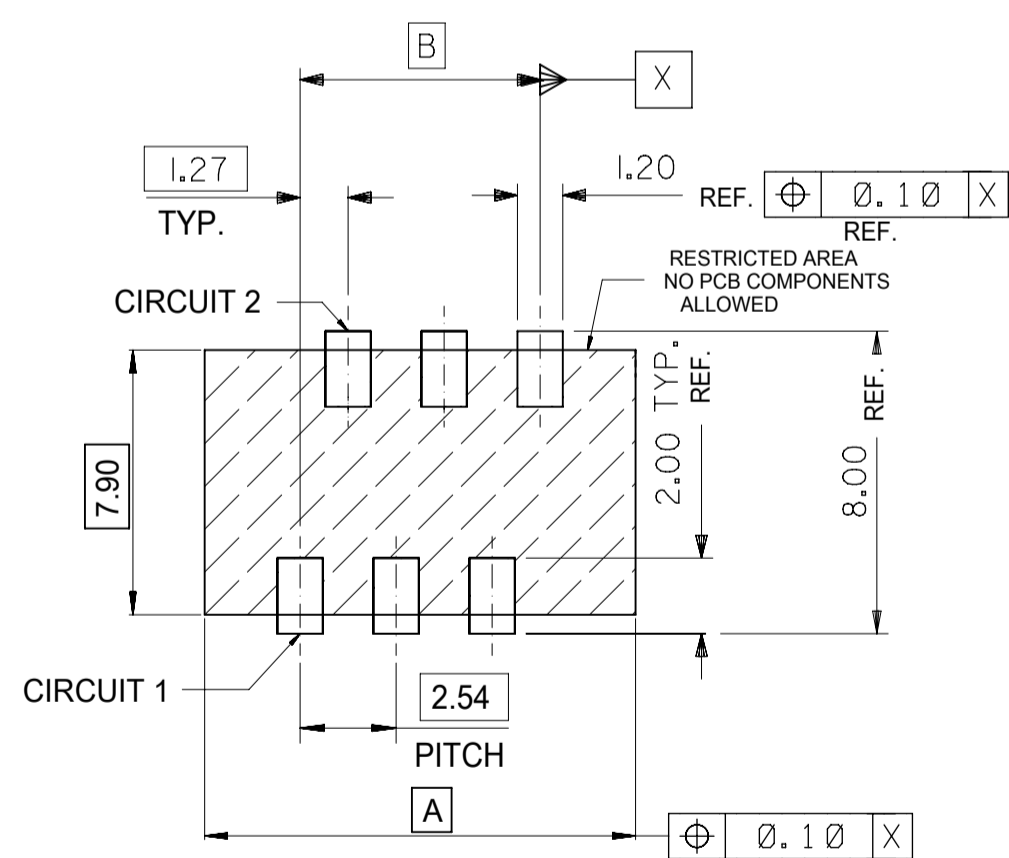 B
X
1.27
TYP.
1.20
REF.
⌖ Ø.10 X
REF.
RESTRICTED AREA
NO PCB COMPONENTS
ALLOWED
CIRCUIT 2
2.00 TYP.
REF.
8.00 REF.
7.90
CIRCUIT 1
2.54
PITCH
A
⌖ Ø.10 X